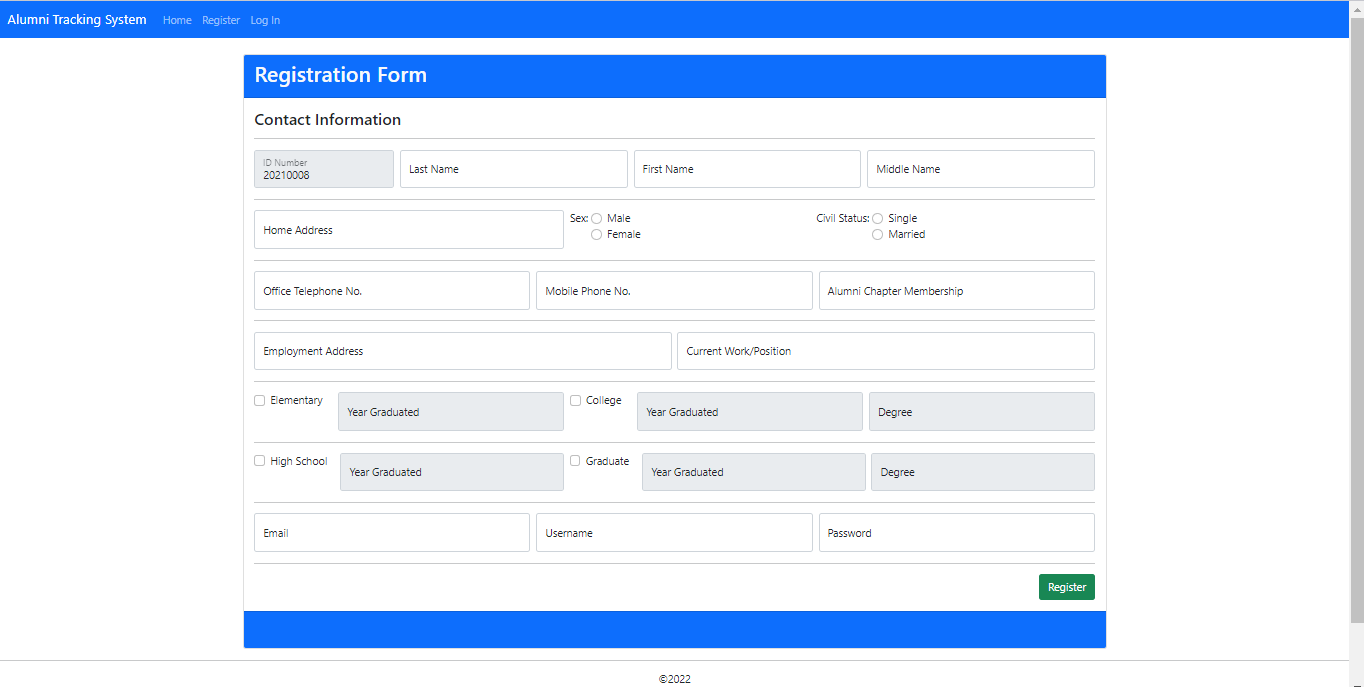 Alumni Tracking System Home Register Log In
Registration Form
Contact Information
ID Number
20210008
Last Name
First Name
Middle Name
Home Address
Sex: Male
Female
Civil Status: Single
Married
Office Telephone No.
Mobile Phone No.
Alumni Chapter Membership
Employment Address
Current Work/Position
Elementary
Year Graduated
College
Year Graduated
Degree
High School
Year Graduated
Graduate
Year Graduated
Degree
Email
Username
Password
Register
©2022